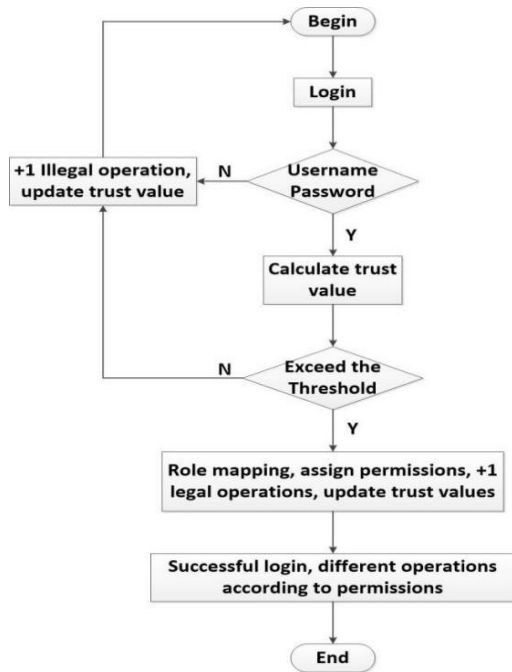 Begin
Login
+1 Illegal operation,
update trust value
N
Username
Password
Y
Calculate trust
value
N
Exceed the
Threshold
Y
Role mapping, assign permissions, +1
legal operations, update trust values
Successful login, different operations
according to permissions
End